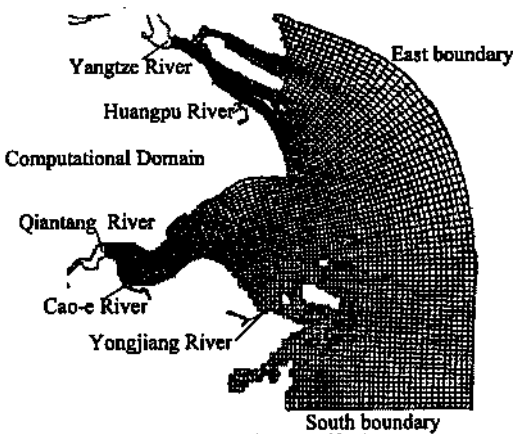 Yangtze River
East boundary
Huangpu River
Computational Domain
Qiantang River
Cao-e River
Yongjiang River
South boundary